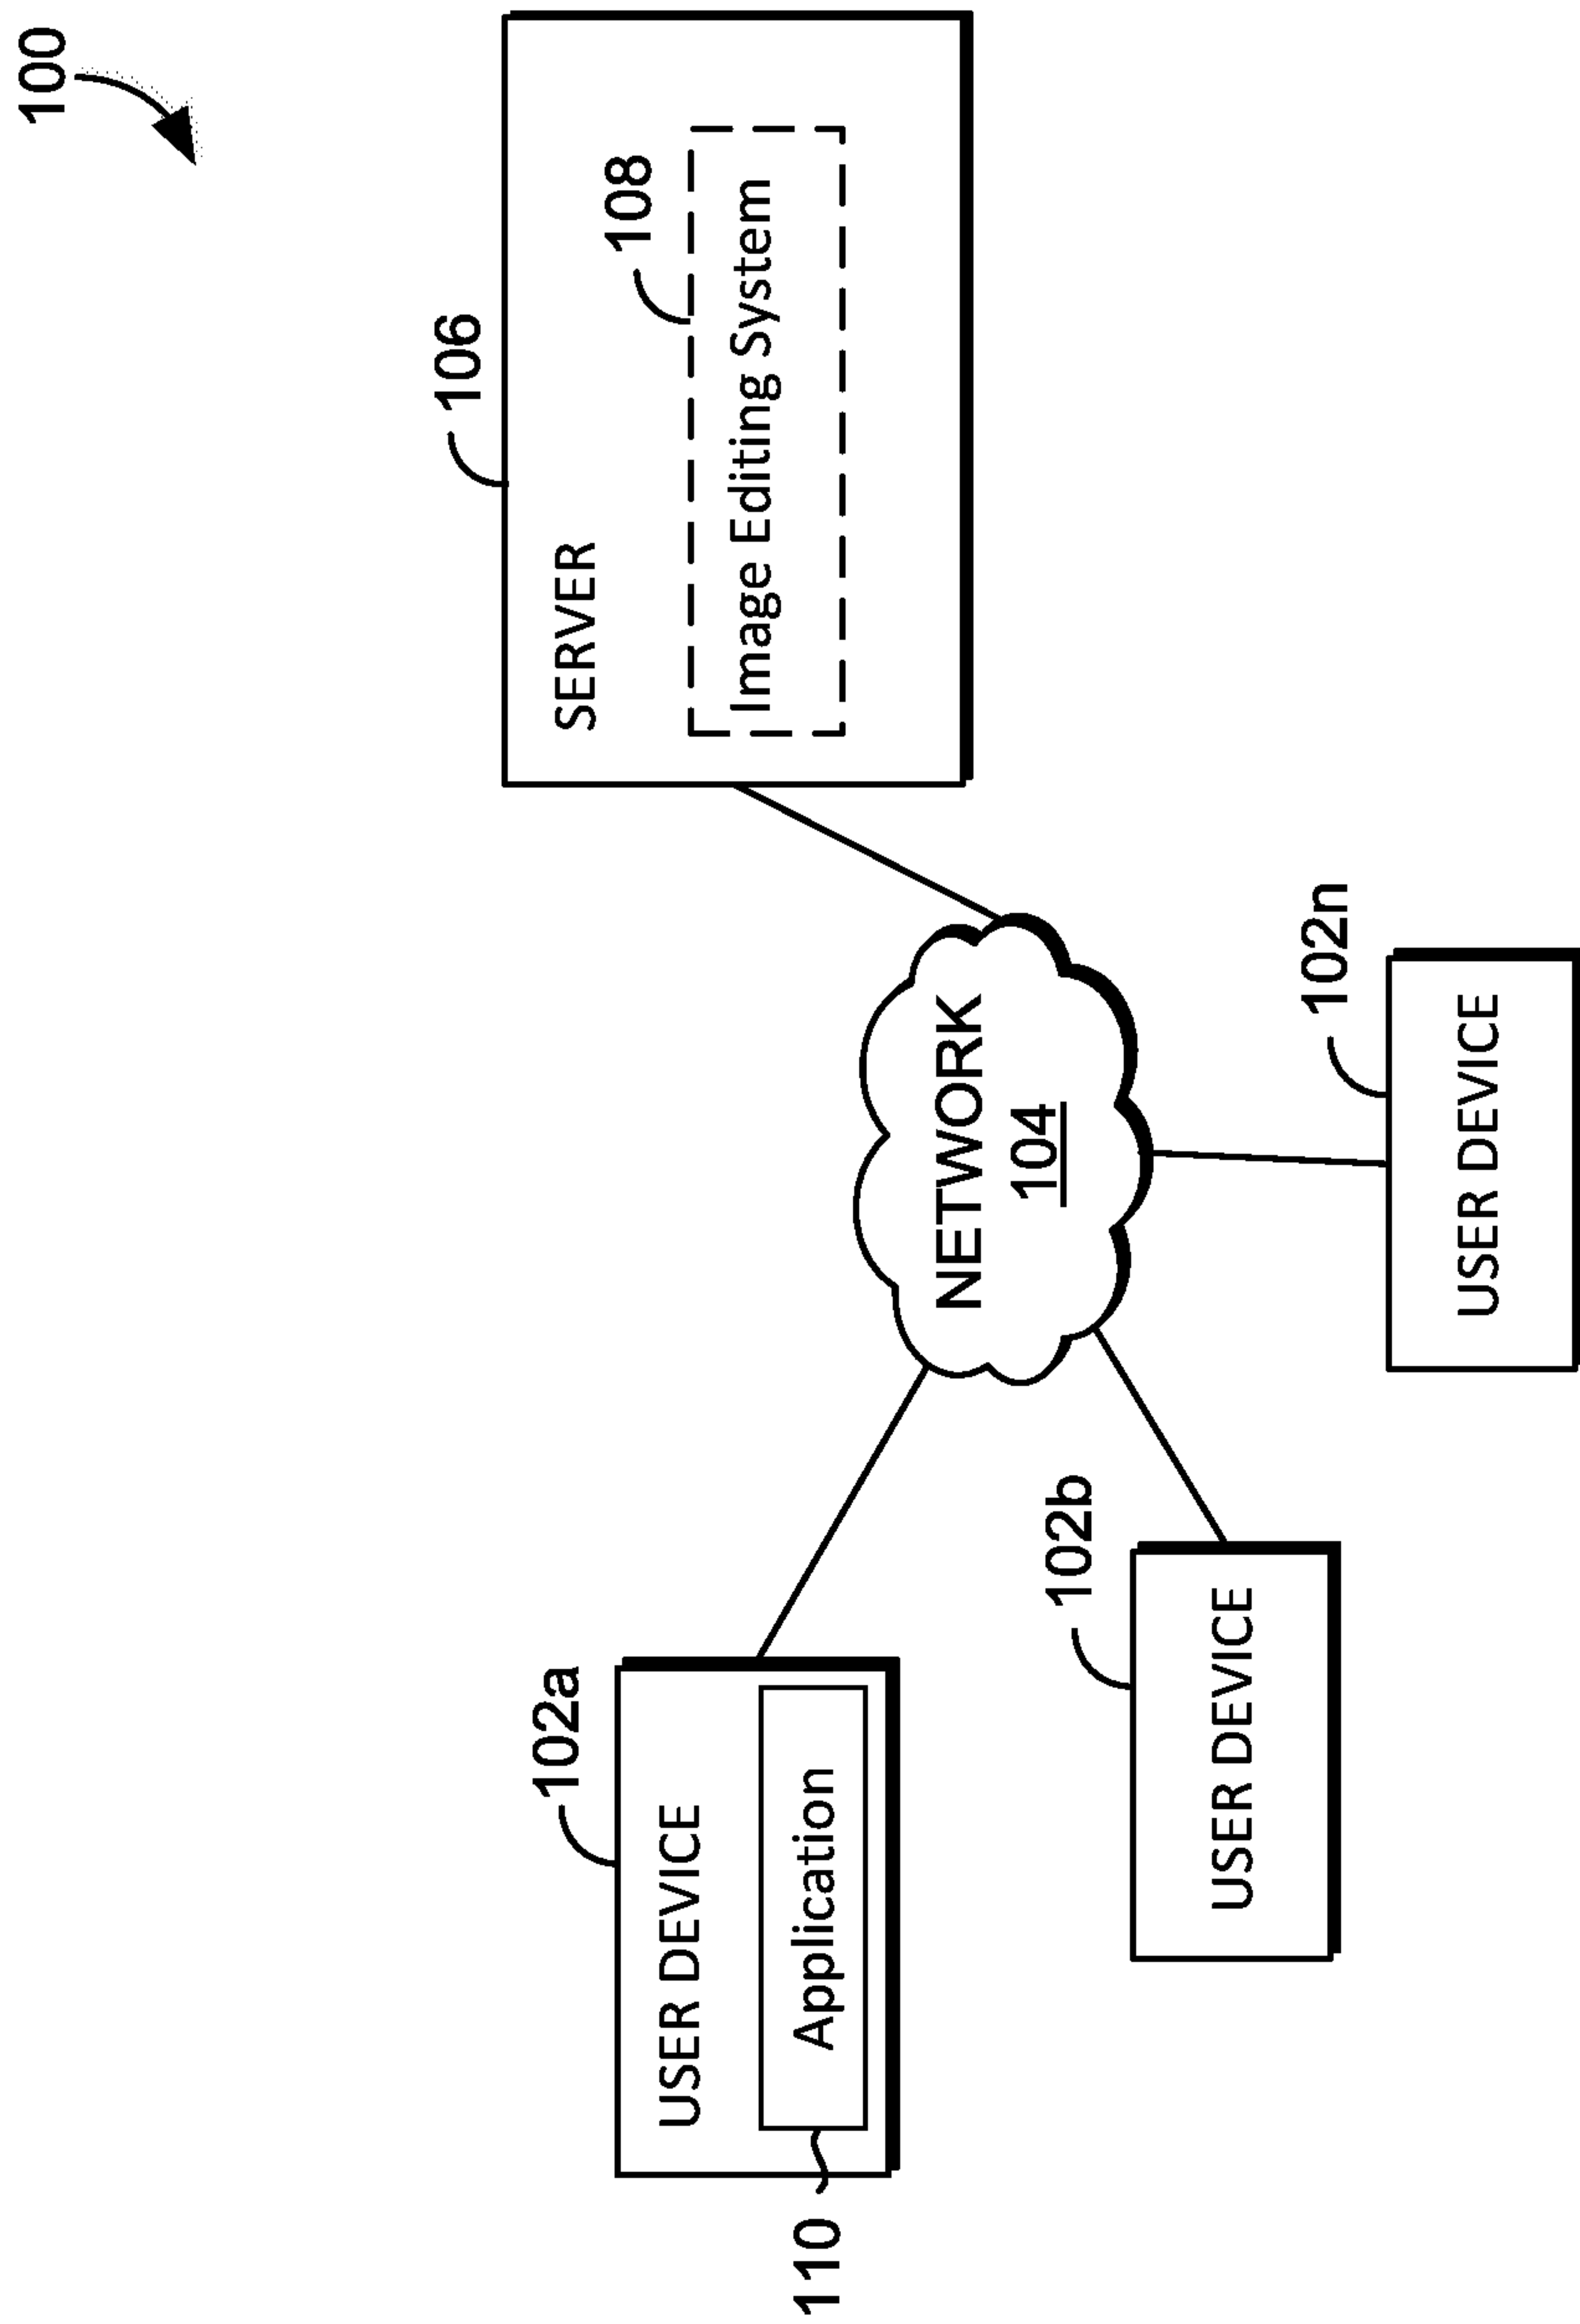 100
106
SERVER
108
Image Editing System
NETWORK
104
102a
USER DEVICE
Application
110
102b
USER DEVICE
102n
USER DEVICE